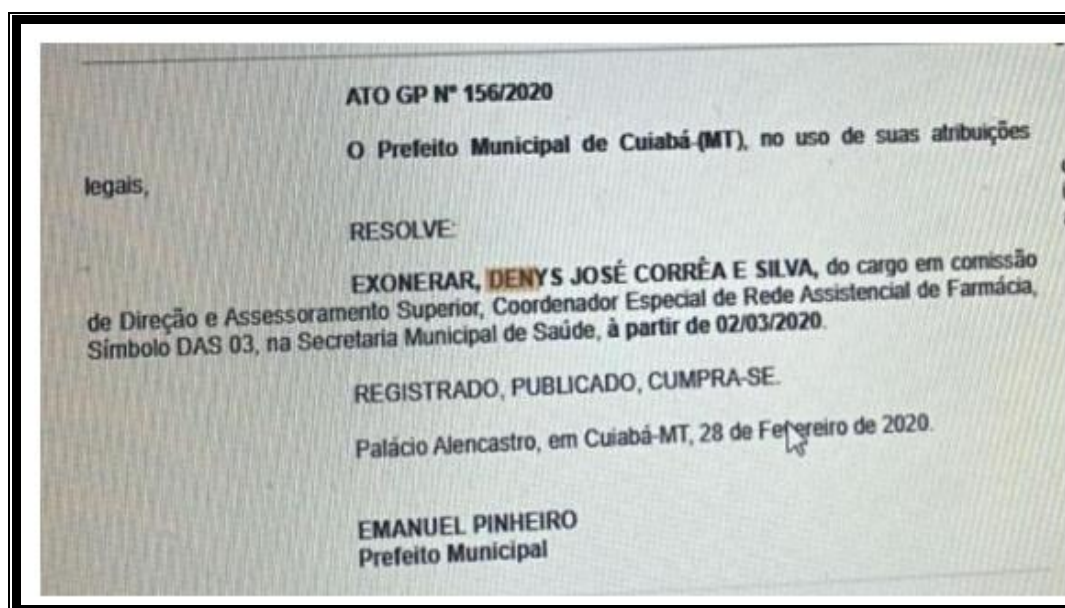 ATO GP Nº 156/2020
O Prefeito Municipal de Cuiabá-(MT), no uso de suas atribuições
legais,
RESOLVE:
EXONERAR, DENYS JOSÉ CORRÊA E SILVA, do cargo em comissão
de Direção e Assessoramento Superior, Coordenador Especial de Rede Assistencial de Farmácia,
Símbolo DAS 03, na Secretaria Municipal de Saúde, à partir de 02/03/2020.
REGISTRADO, PUBLICADO, CUMPRA-SE.
Palácio Alencastro, em Cuiabá-MT, 28 de Fevereiro de 2020.
EMANUEL PINHEIRO
Prefeito Municipal